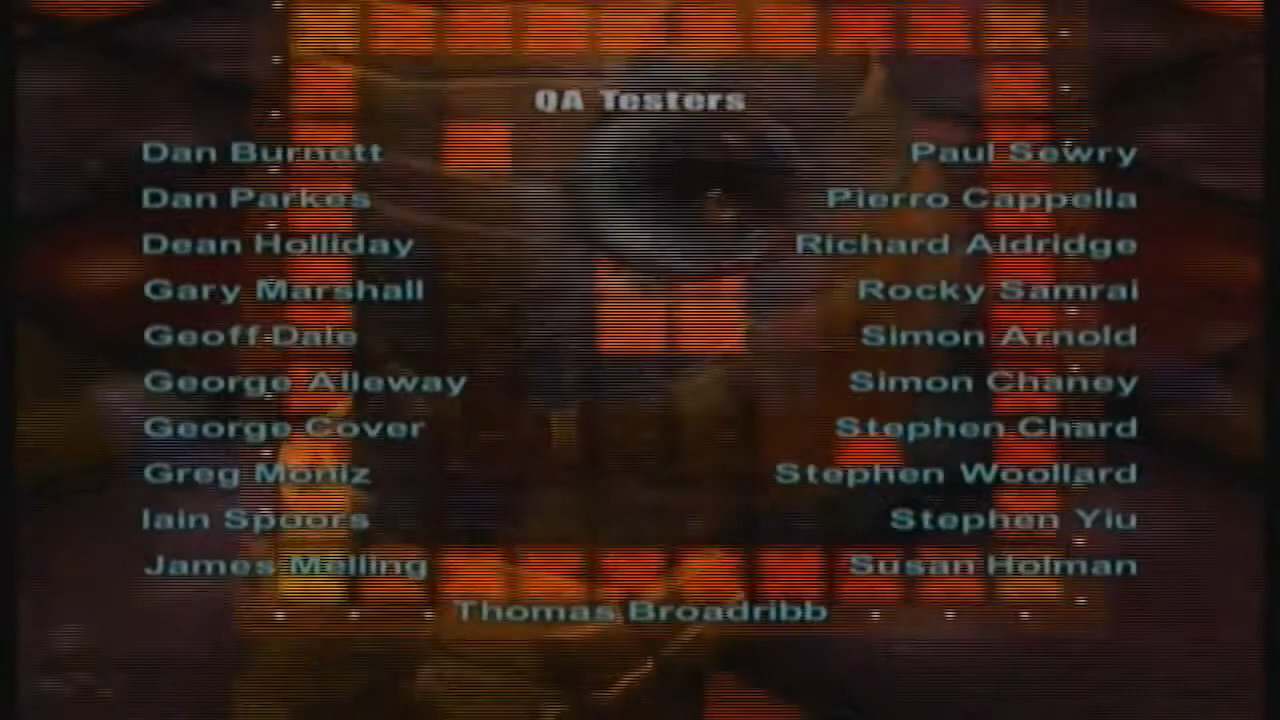 QA Testers
Dan Burnett Paul Sewry
Dan Parkes Pierro Cappella
Dean Holliday Richard Aldridge
Gary Marshall Rocky Samrai
Geoff Dale Simon Arnold
George Alleway Simon Chaney
George Cover Stephen Chard
Greg Moniz Stephen Woollard
Iain Spoors Stephen Yiu
James Melling Susan Holman
Thomas Broadribb